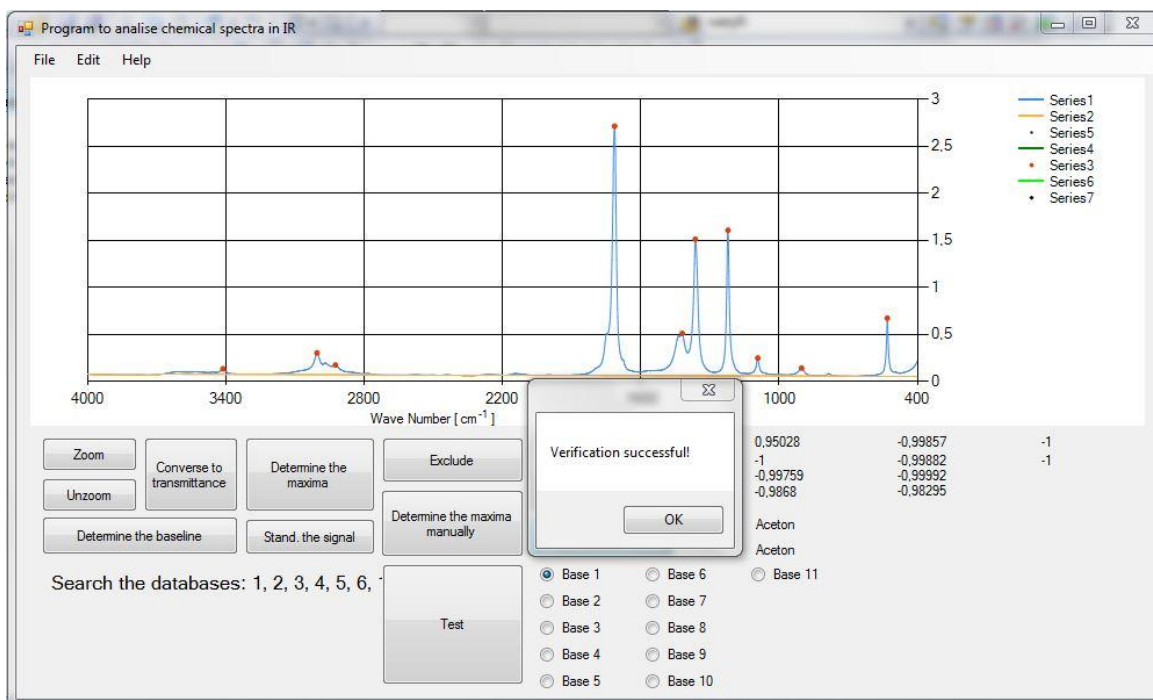 Program to analise chemical spectra in IR
File Edit Help
3
2,5
2
1,5
1
0,5
0
4000 3400 2800 2200 1000 400
Wave Number [ cm-1 ]
Series1
Series2
Series5
Series4
Series3
Series6
Series7
Zoom
Unzoom
Converse to
transmittance
Determine the
maxima
Exclude
Determine the baseline
Stand. the signal
Determine the maxima
manually
Verification successful!
OK
0,95028 -0,99857 -1
-1 -0,99882 -1
-0,99759 -0,99992
-0,9868 -0,98295
Aceton
Aceton
Search the databases: 1, 2, 3, 4, 5, 6,
Test
Base 1 Base 6 Base 11
Base 2 Base 7
Base 3 Base 8
Base 4 Base 9
Base 5 Base 10